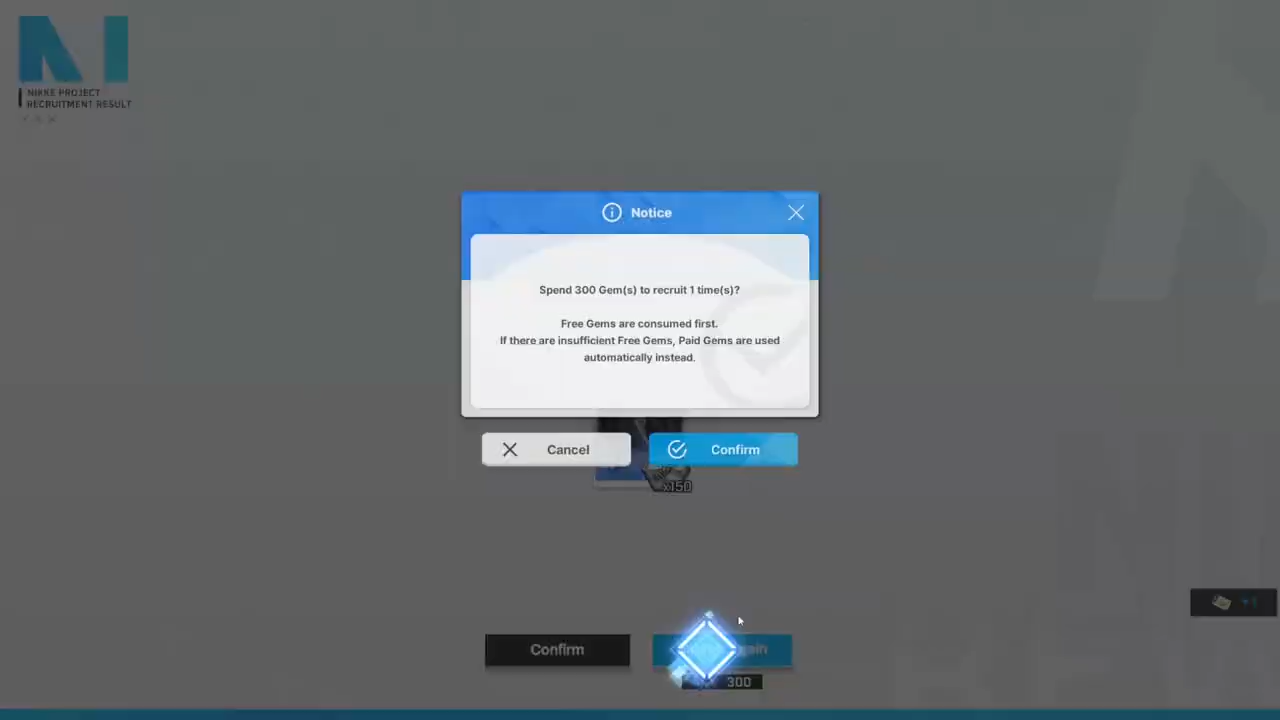 NI
NIKKE PROJECT
RECRUITMENT RESULT
Notice
Spend 300 Gem(s) to recruit 1 time(s)?
Free Gems are consumed first.
If there are insufficient Free Gems, Paid Gems are used
automatically instead.
Cancel
Confirm
x150
Confirm
300